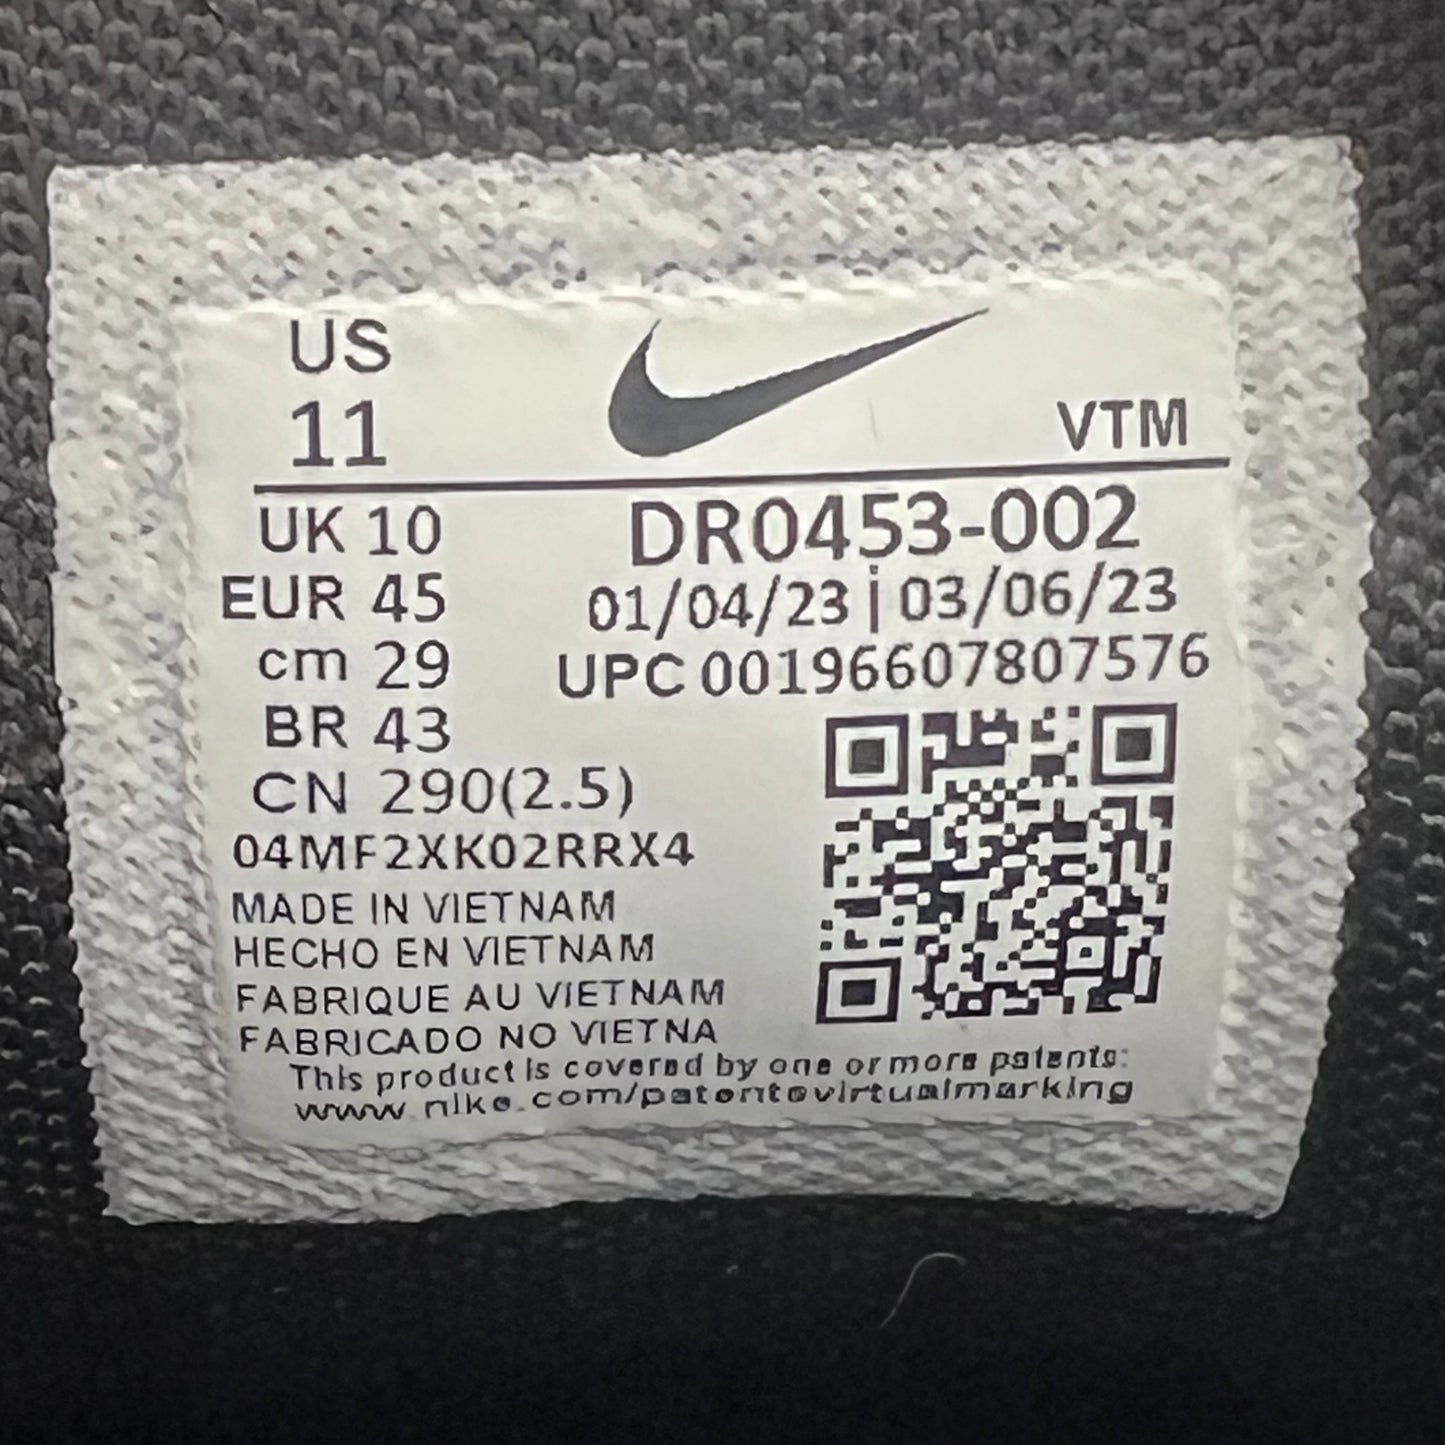 US
11
VTM
UK 10
EUR 45
cm 29
BR 43
CN 290(2.5)
DR0453-002
01/04/23 | 03/06/23
UPC 00196607807576
04MF2XK02RRX4
MADE IN VIETNAM
HECHO EN VIETNAM
FABRIQUE AU VIETNAM
FABRICADO NO VIETNA
This product is covered by one or more patents:
www.nike.com/patentsvirtualmarking